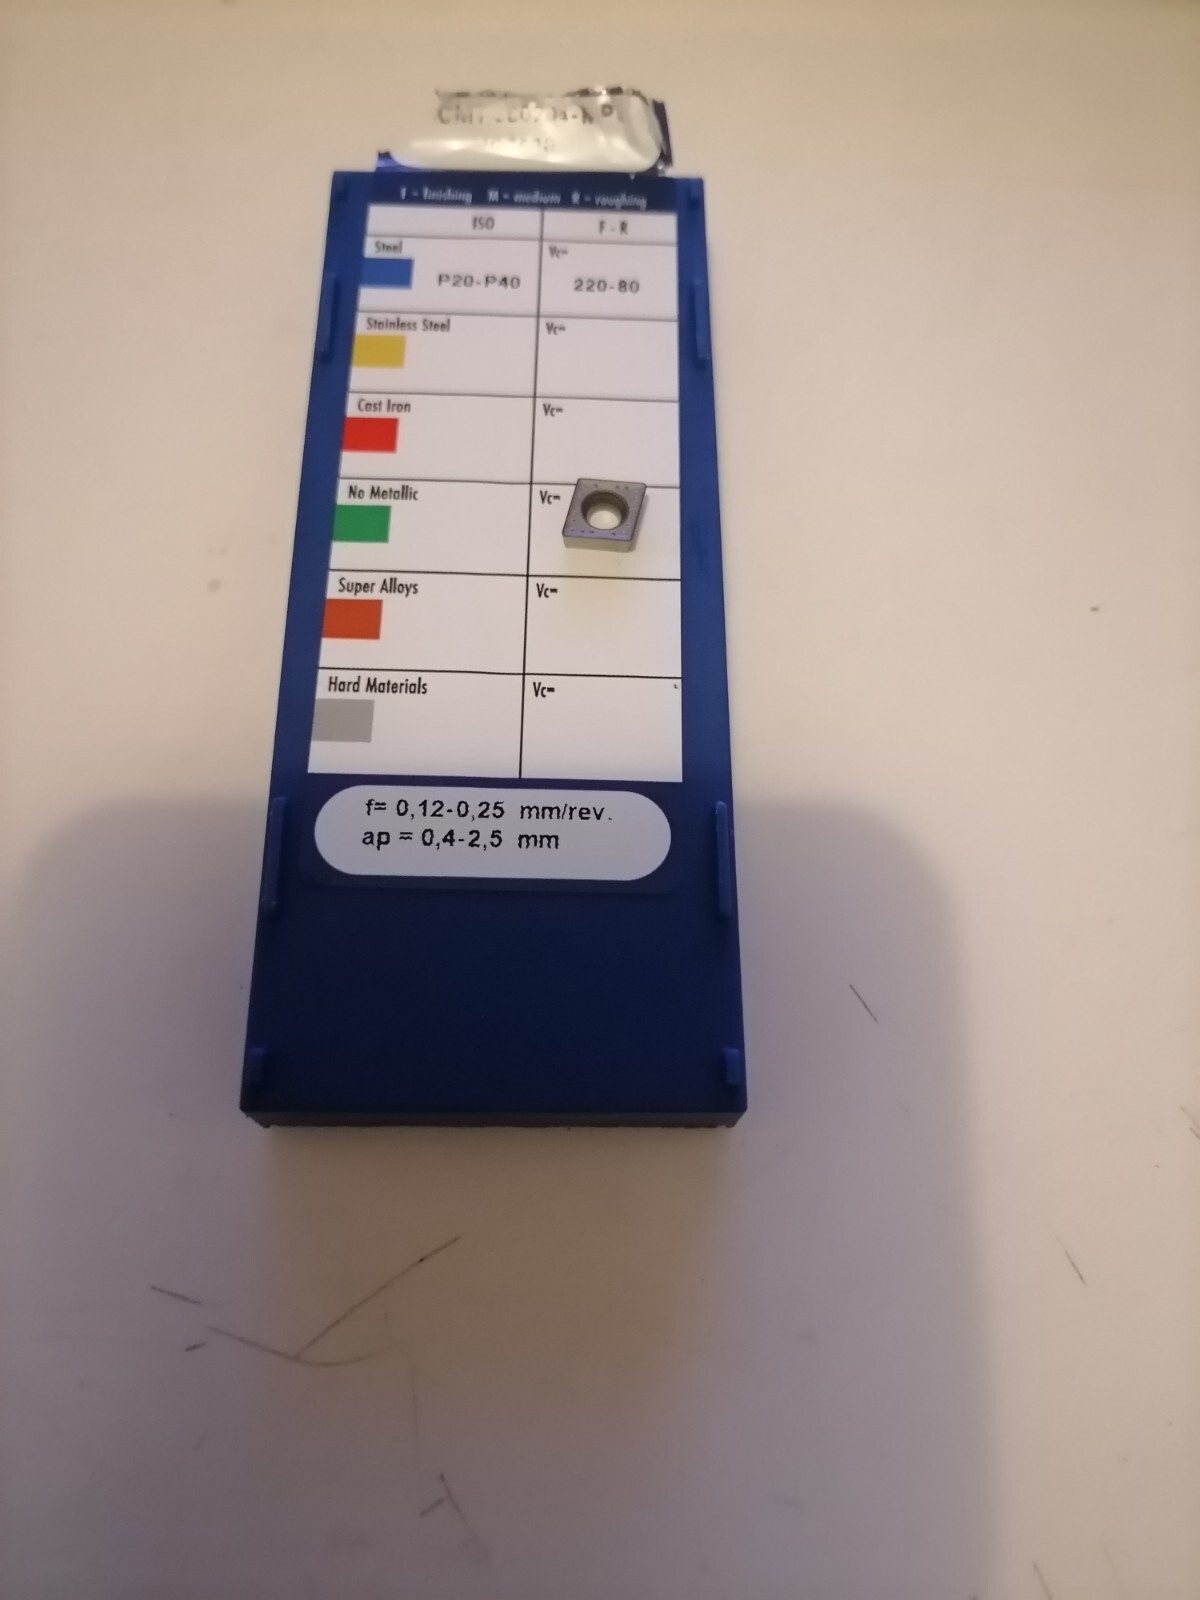 F - finishing M - medium R - roughing
ISO F - R
Steel Vc=
P20-P40 220-80
Stainless Steel Vc=
Cast Iron Vc=
No Metallic Vc=
Super Alloys Vc=
Hard Materials Vc=
f= 0,12-0,25 mm/rev.
ap = 0,4-2,5 mm